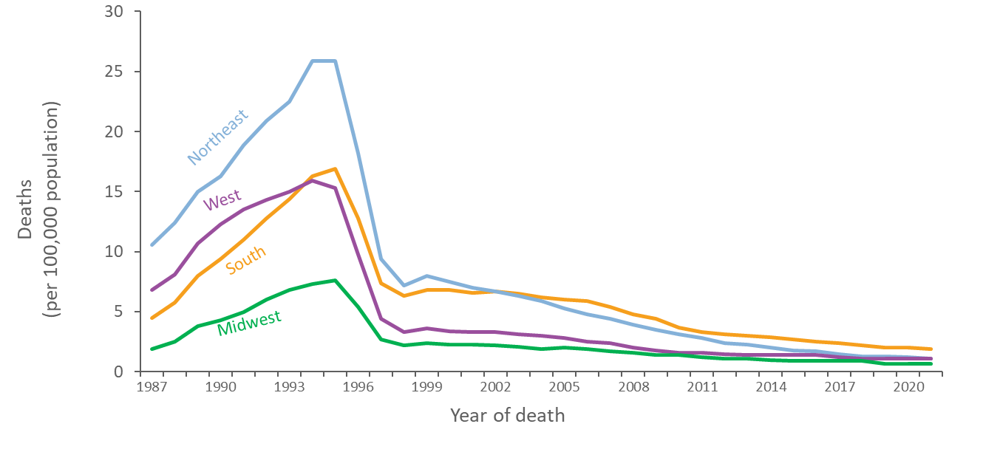 30
25
20
15
10
5
0
Deaths
(per 100,000 population)
Northeast
West
South
Midwest
1987 1990 1993 1996 1999 2002 2005 2008 2011 2014 2017 2020
Year of death